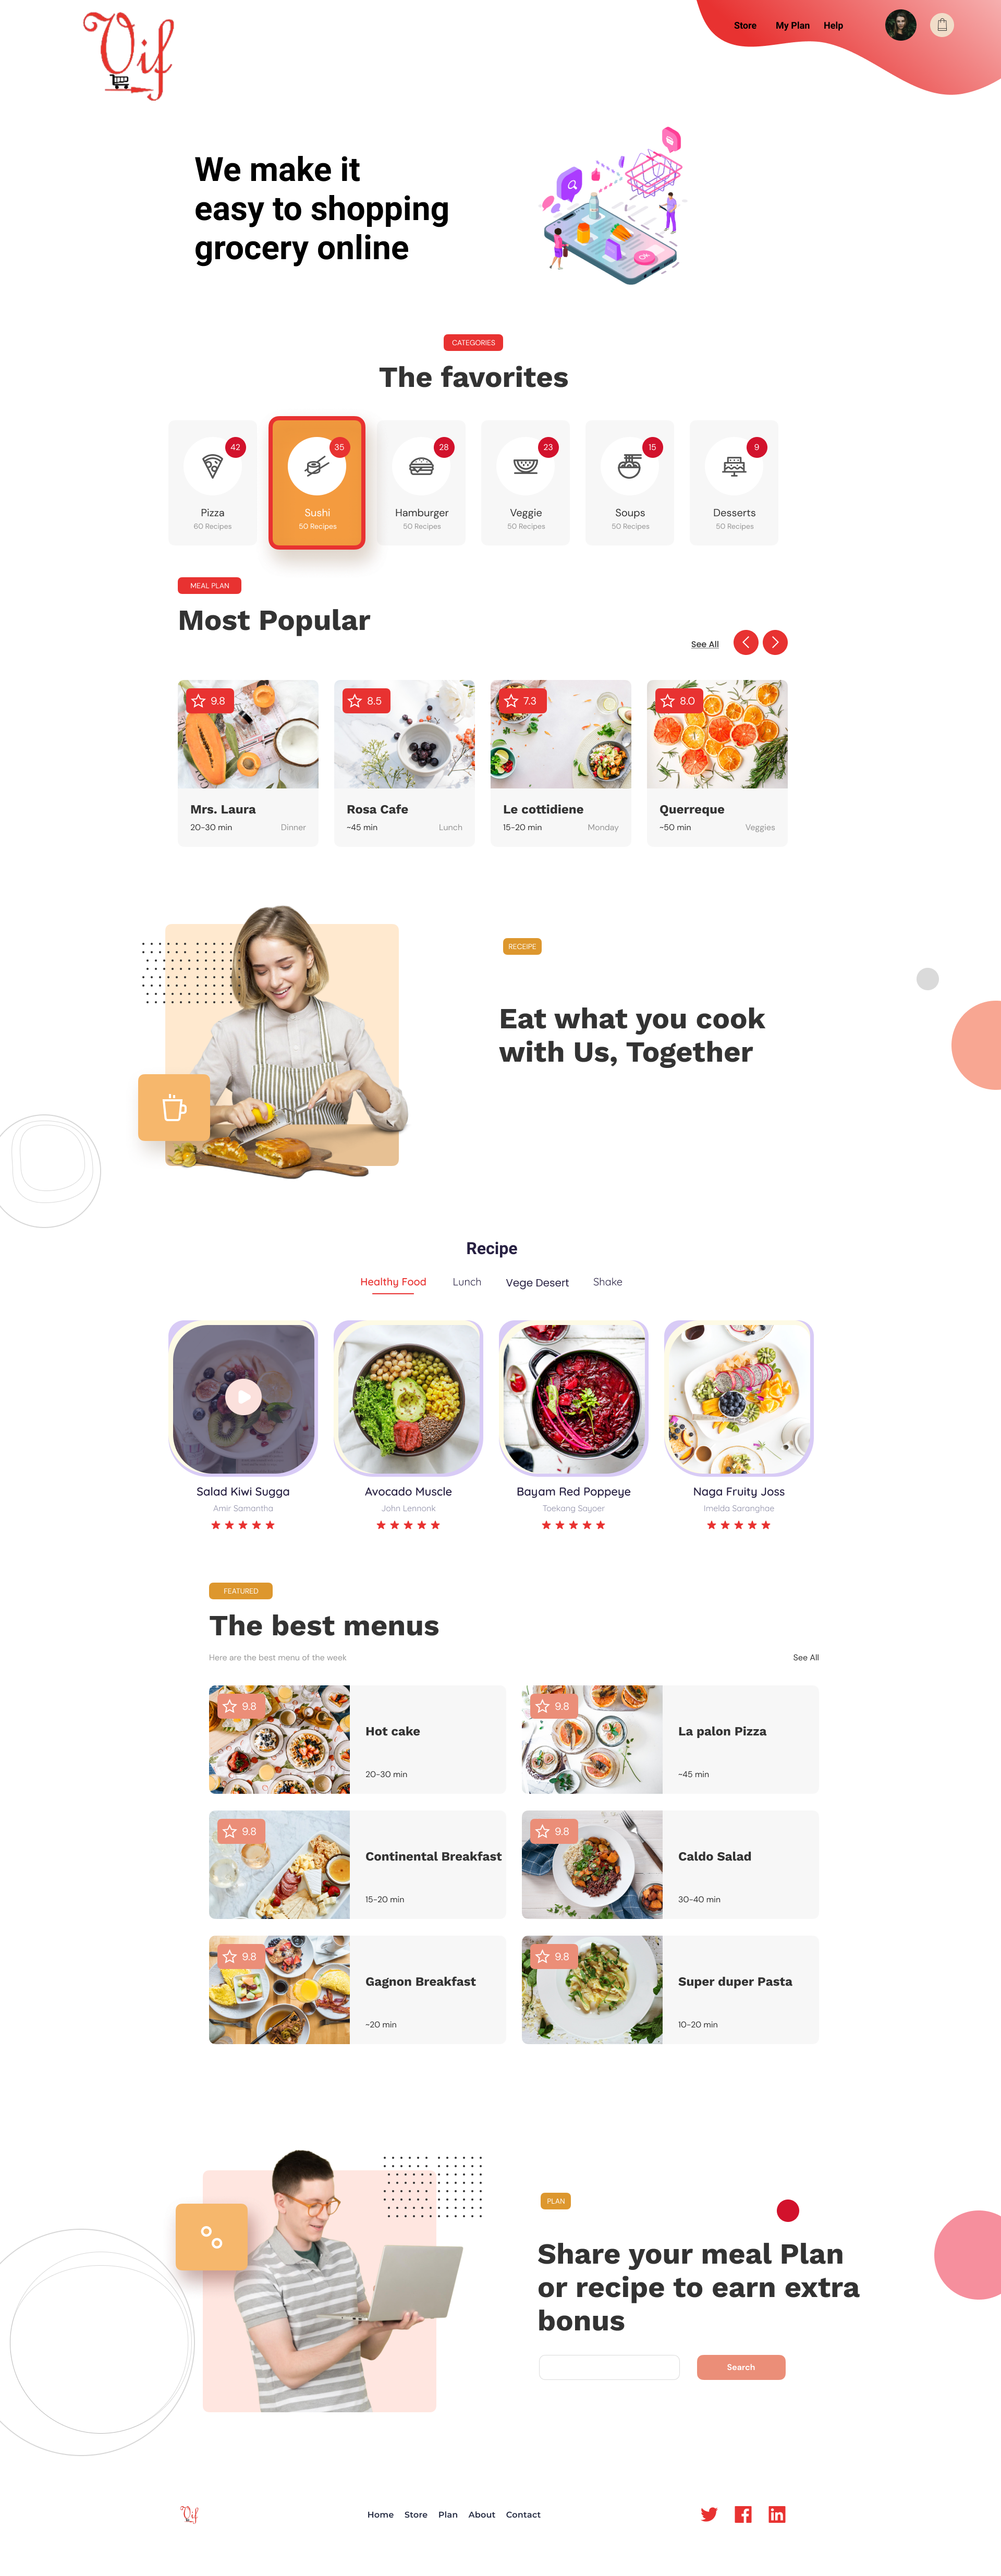 Vif
Store
My Plan
Help
We make it
easy to shopping
grocery online
CATEGORIES
The favorites
42
Pizza
60 Recipes
35
Sushi
50 Recipes
28
Hamburger
50 Recipes
23
Veggie
50 Recipes
15
Soups
50 Recipes
9
Desserts
50 Recipes
MEAL PLAN
Most Popular
See All
9.8
Mrs. Laura
20-30 min
Dinner
8.5
Rosa Cafe
~45 min
Lunch
7.3
Le cottidiene
15-20 min
Monday
8.0
Querreque
~50 min
Veggies
RECEIPE
Eat what you cook
with Us, Together
Recipe
Healthy Food
Lunch
Vege Desert
Shake
Salad Kiwi Sugga
Amir Samantha
Avocado Muscle
John Lennonk
Bayam Red Poppeye
Toekang Sayoer
Naga Fruity Joss
Imelda Saranghae
FEATURED
The best menus
Here are the best menu of the week
See All
9.8
Hot cake
20-30 min
9.8
La palon Pizza
~45 min
9.8
Continental Breakfast
15-20 min
9.8
Caldo Salad
30-40 min
9.8
Gagnon Breakfast
~20 min
9.8
Super duper Pasta
10-20 min
PLAN
Share your meal Plan
or recipe to earn extra
bonus
Search
Vif
Home
Store
Plan
About
Contact